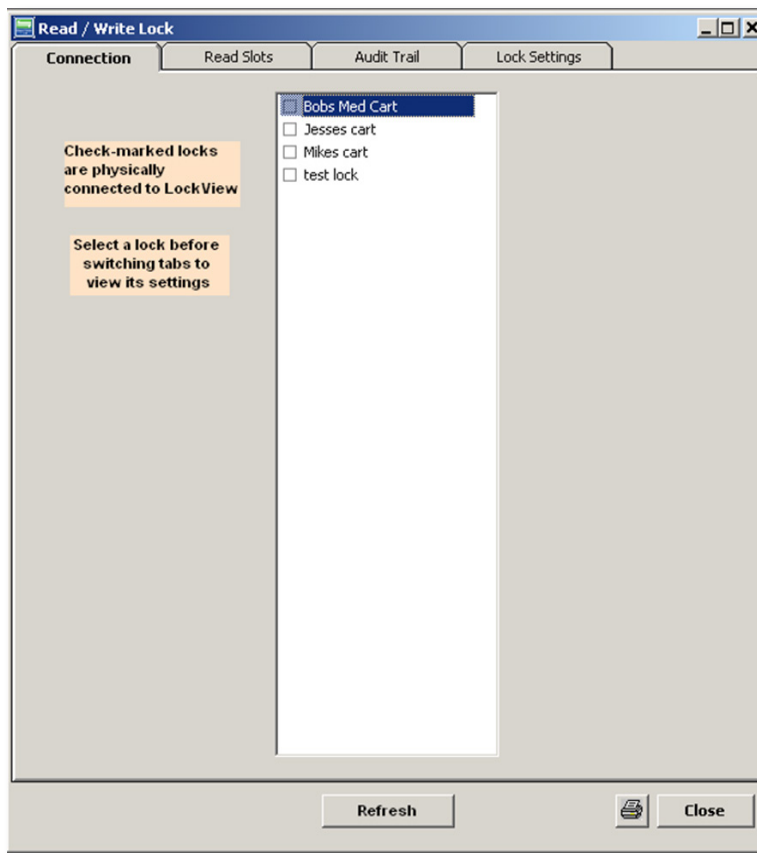 Read / Write Lock
Connection
Read Slots
Audit Trail
Lock Settings
Bobs Med Cart
Jesses cart
Mikes cart
test lock
Check-marked locks
are physically
connected to LockView
Select a lock before
switching tabs to
view its settings
Refresh
Close